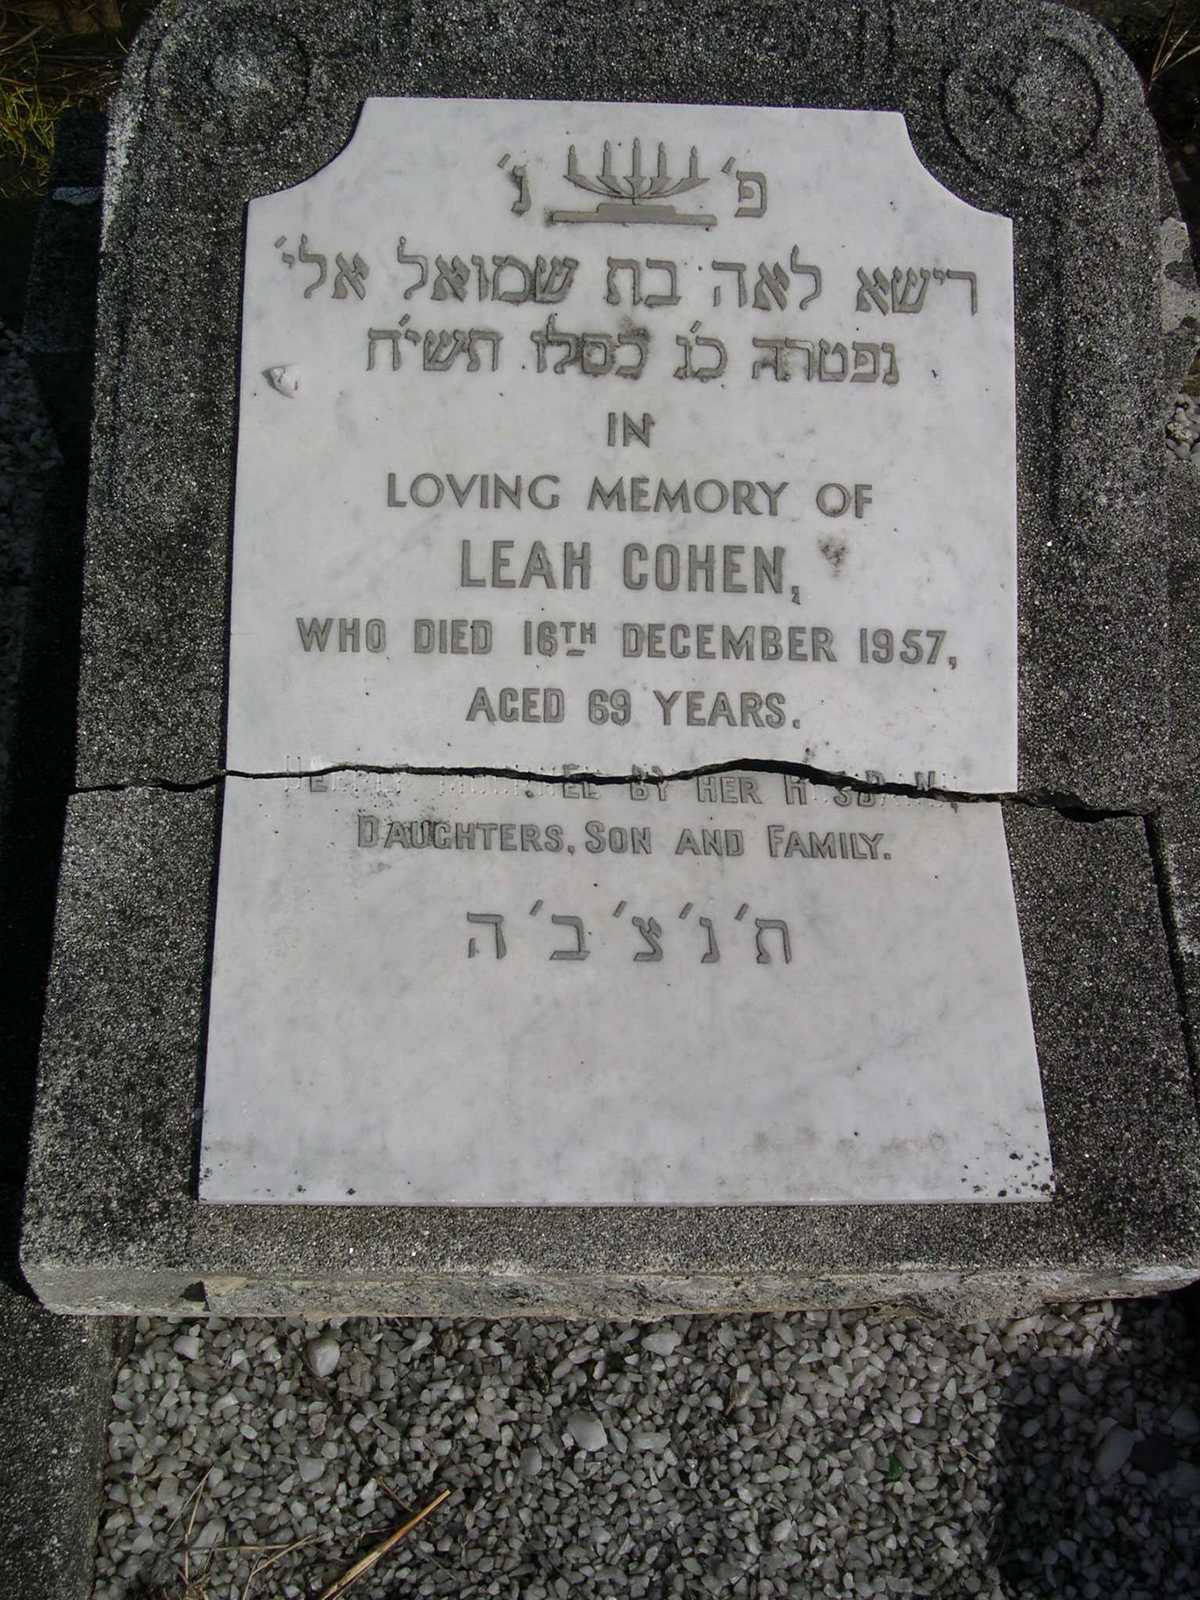 פ' נ'
רישא לאה בת שמואל אלי'
נפטרה כ'ג כסלו תשי'ח
IN
LOVING MEMORY OF
LEAH COHEN,
WHO DIED 16TH DECEMBER 1957,
AGED 69 YEARS.
BY HER HUSBAND,
DAUGHTERS, SON AND FAMILY.
ת'נ'צ'ב'ה